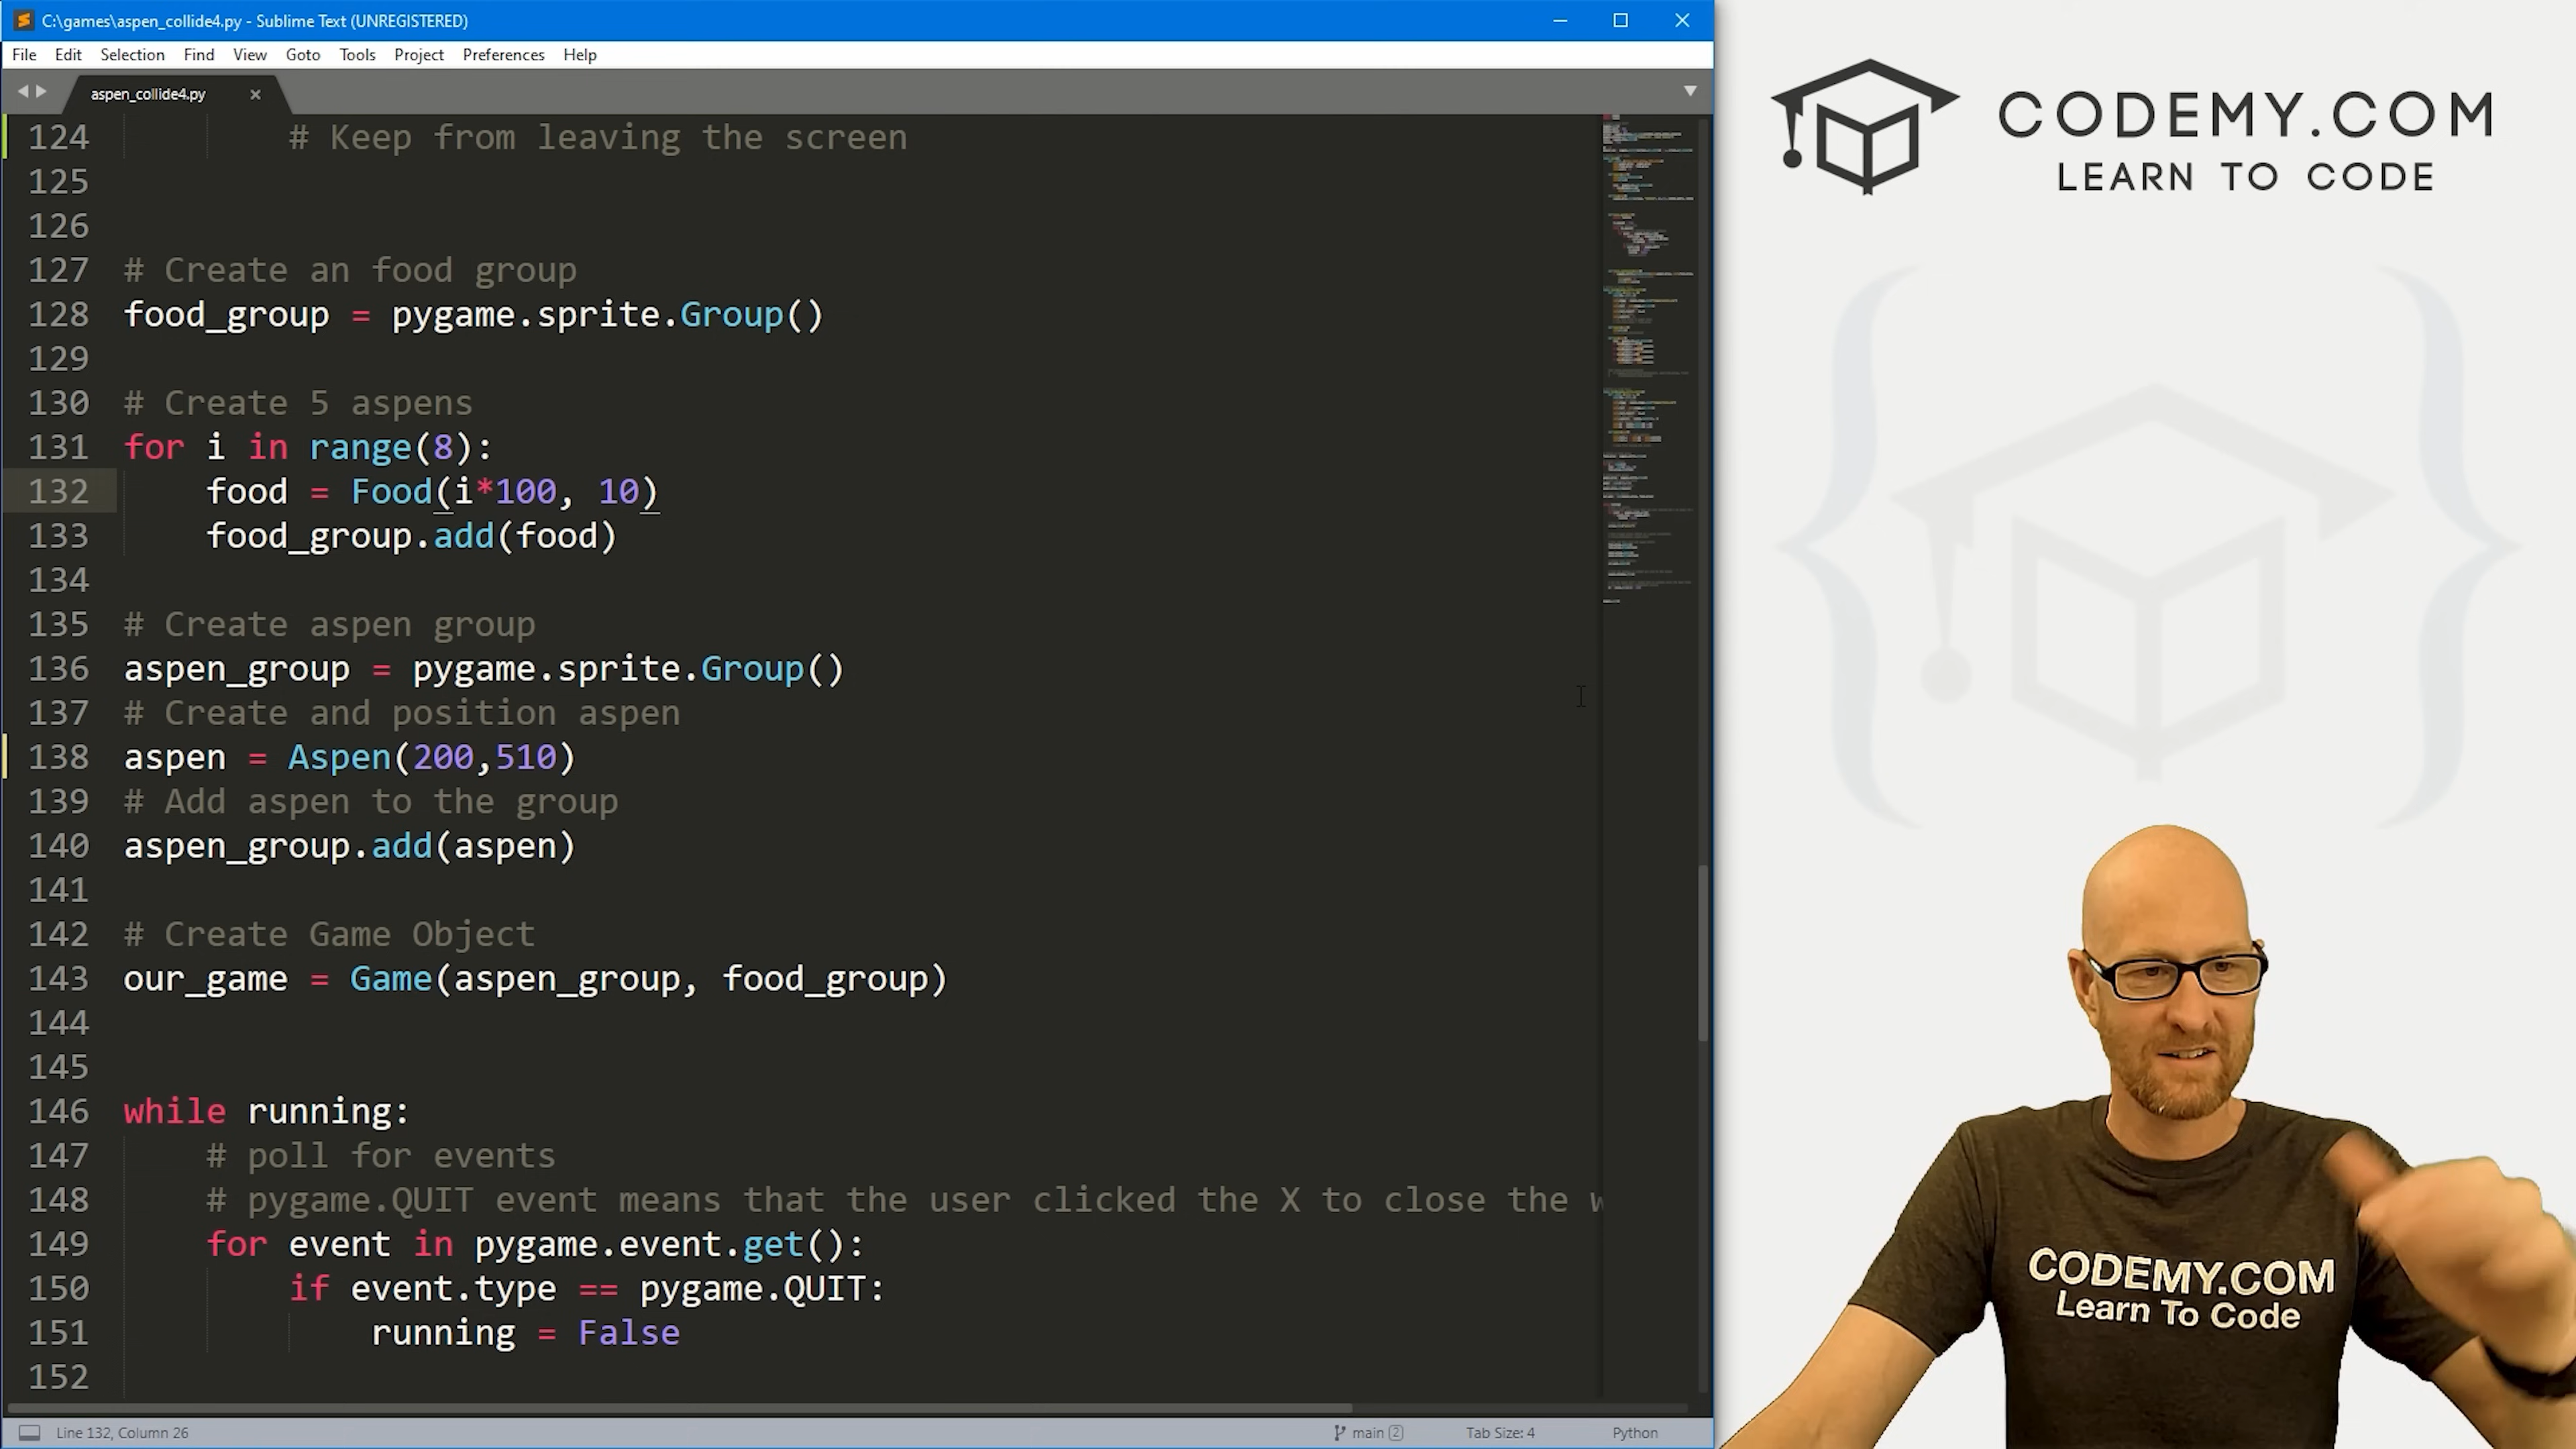 C:\games\aspen_collide4.py - Sublime Text (UNREGISTERED)
File Edit Selection Find View Goto Tools Project Preferences Help
aspen_collide4.py
124 # Keep from leaving the screen
125
126
127 # Create an food group
128 food_group = pygame.sprite.Group()
129
130 # Create 5 aspens
131 for i in range(8):
132 food = Food(i*100, 10)
133 food_group.add(food)
134
135 # Create aspen group
136 aspen_group = pygame.sprite.Group()
137 # Create and position aspen
138 aspen = Aspen(200,510)
139 # Add aspen to the group
140 aspen_group.add(aspen)
141
142 # Create Game Object
143 our_game = Game(aspen_group, food_group)
144
145
146 while running:
147 # poll for events
148 # pygame.QUIT event means that the user clicked the X to close the
149 for event in pygame.event.get():
150 if event.type == pygame.QUIT:
151 running = False
152
Line 132, Column 26 main 2 Tab Size: 4 Python
CODEMY.COM
LEARN TO CODE
CODEMY.COM
Learn To Code